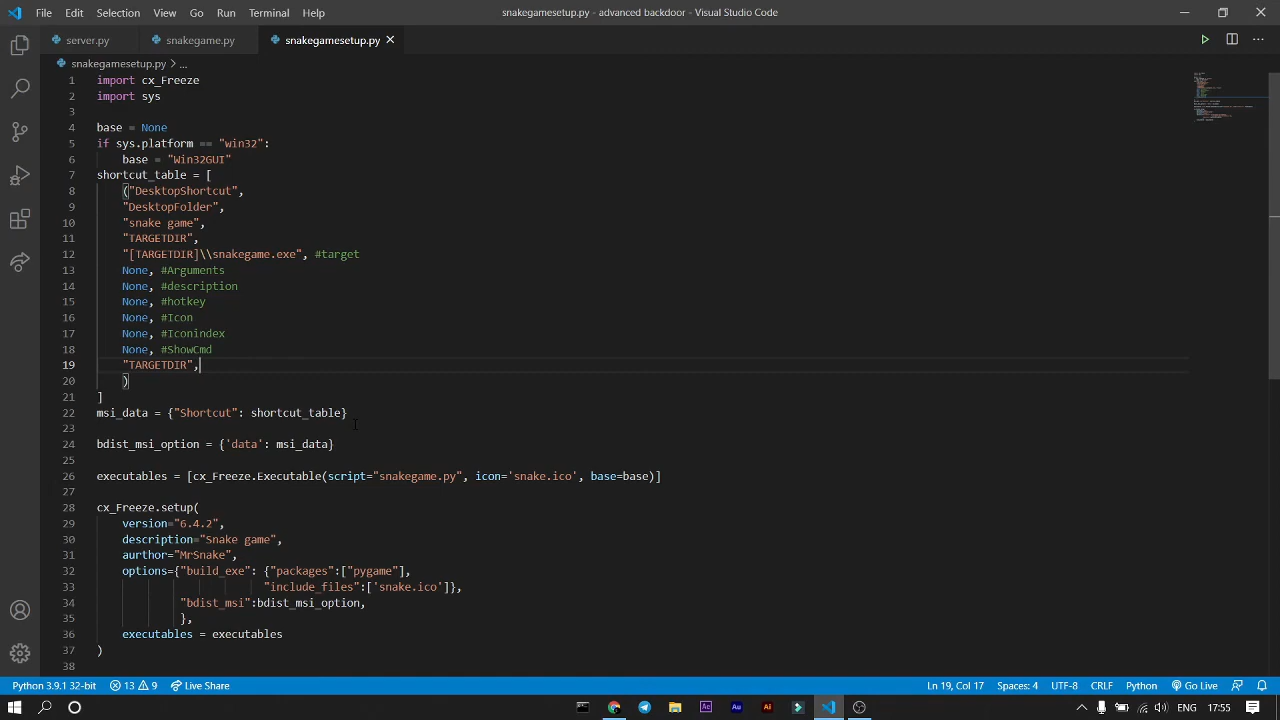 File Edit Selection View Go Run Terminal Help snakegamesetup.py - advanced backdoor - Visual Studio Code
server.py snakegame.py snakegamesetup.py
snakegamesetup.py > ...
1 import cx_Freeze
2 import sys
3
4 base = None
5 if sys.platform == "win32":
6 base = "Win32GUI"
7 shortcut_table = [
8 ("DesktopShortcut",
9 "DesktopFolder",
10 "snake game",
11 "TARGETDIR",
12 "[TARGETDIR]\\snakegame.exe", #target
13 None, #Arguments
14 None, #description
15 None, #hotkey
16 None, #Icon
17 None, #Iconindex
18 None, #ShowCmd
19 "TARGETDIR",
20 )
21 ]
22 msi_data = {"Shortcut": shortcut_table}
23
24 bdist_msi_option = {'data': msi_data}
25
26 executables = [cx_Freeze.Executable(script="snakegame.py", icon='snake.ico', base=base)]
27
28 cx_Freeze.setup(
29 version="6.4.2",
30 description="Snake game",
31 aurthor="MrSnake",
32 options={"build_exe": {"packages":["pygame"],
33 "include_files":['snake.ico']},
34 "bdist_msi":bdist_msi_option,
35 },
36 executables = executables
37 )
38
Python 3.9.1 32-bit 13 9 Live Share Ln 19, Col 17 Spaces: 4 UTF-8 CRLF Python Go Live
Ae Au Ai ENG 17:55